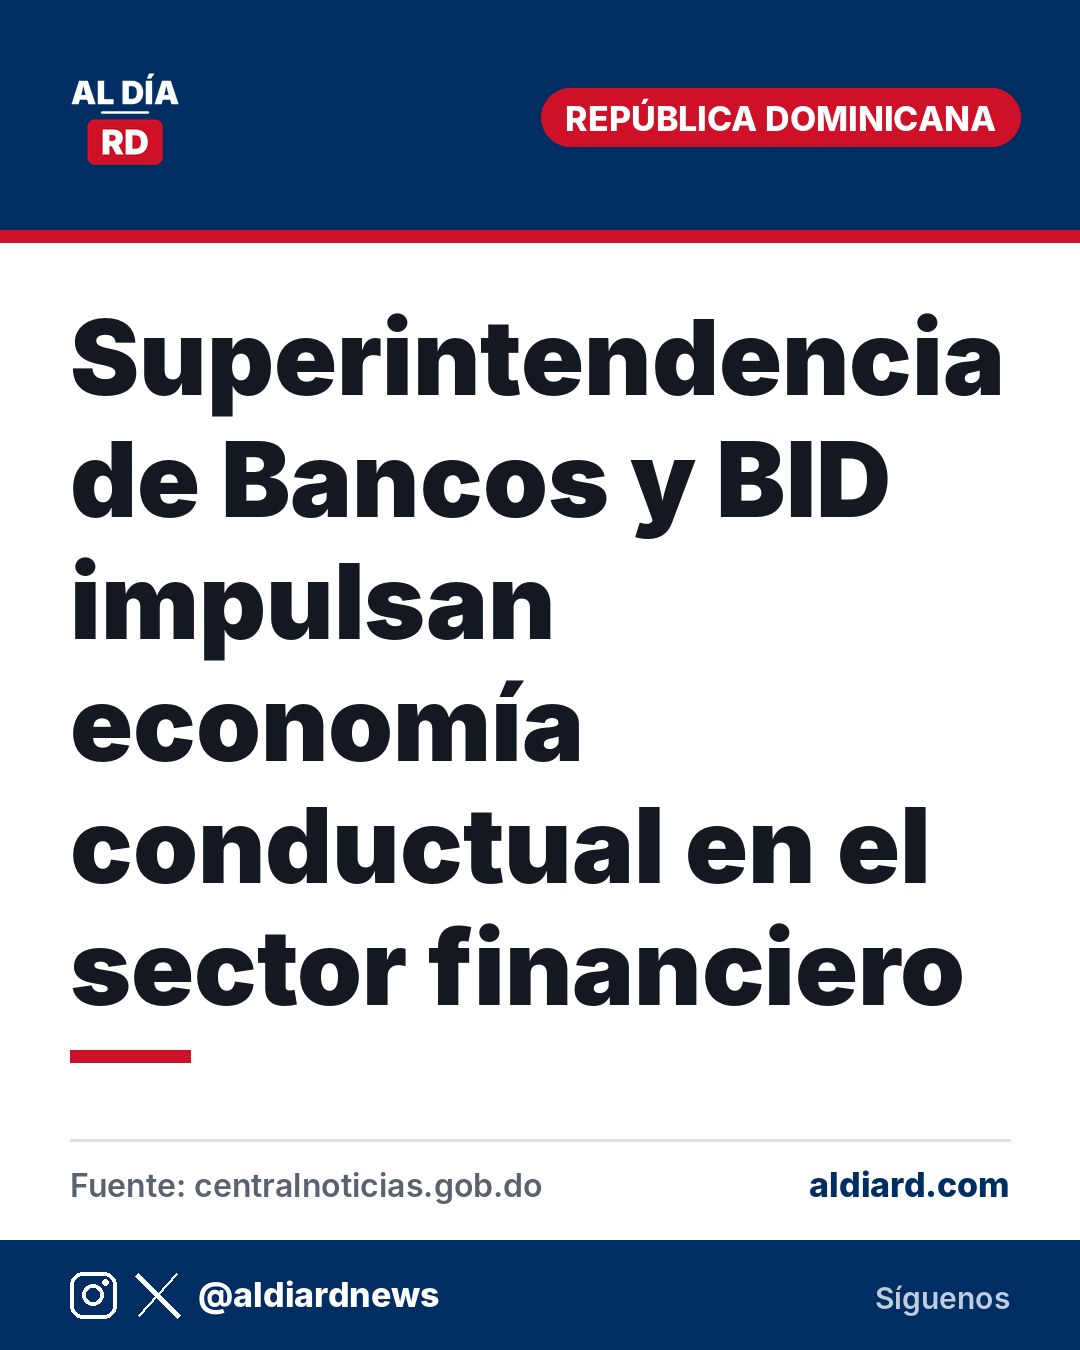 AL DÍA
RD
REPÚBLICA DOMINICANA
Superintendencia
de Bancos y BID
impulsan
economía
conductual en el
sector financiero
Fuente: centralnoticias.gob.do
aldiard.com
@aldiardnews
Síguenos